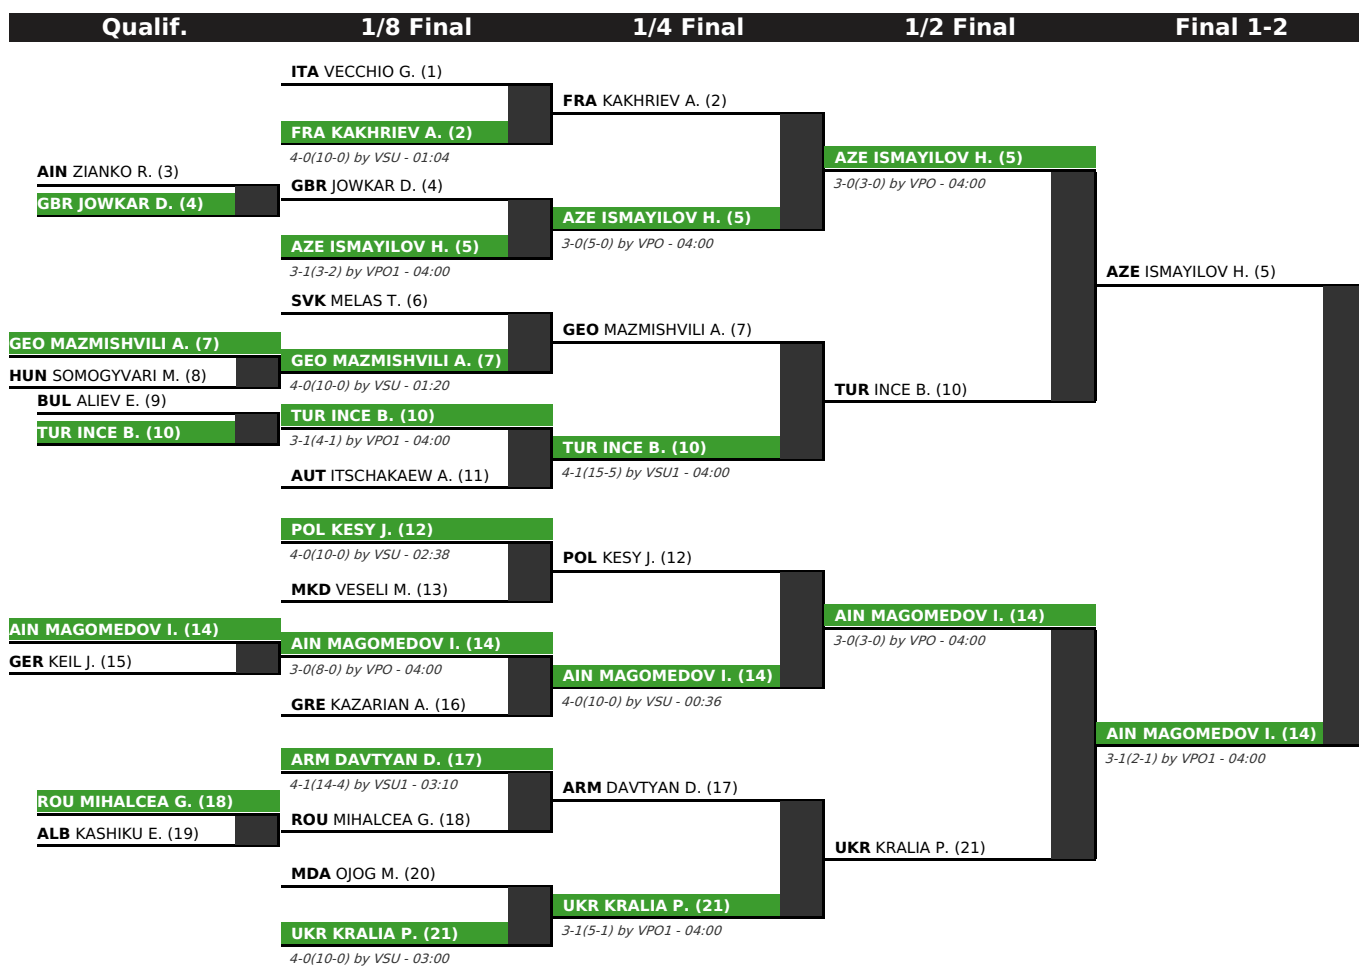 Qualif.
1/8 Final
1/4 Final
1/2 Final
Final 1-2
AIN ZIANKO R. (3)
GBR JOWKAR D. (4)
GEO MAZMISHVILI A. (7)
HUN SOMOGYVARI M. (8)
BUL ALIEV E. (9)
TUR INCE B. (10)
AIN MAGOMEDOV I. (14)
GER KEIL J. (15)
ROU MIHALCEA G. (18)
ALB KASHIKU E. (19)
ITA VECCHIO G. (1)
FRA KAKHRIEV A. (2)
4-0(10-0) by VSU - 01:04
GBR JOWKAR D. (4)
AZE ISMAYILOV H. (5)
3-1(3-2) by VPO1 - 04:00
SVK MELAS T. (6)
GEO MAZMISHVILI A. (7)
4-0(10-0) by VSU - 01:20
TUR INCE B. (10)
3-1(4-1) by VPO1 - 04:00
AUT ITSCHAKAEW A. (11)
POL KESY J. (12)
4-0(10-0) by VSU - 02:38
MKD VESELI M. (13)
AIN MAGOMEDOV I. (14)
3-0(8-0) by VPO - 04:00
GRE KAZARIAN A. (16)
ARM DAVTYAN D. (17)
4-1(14-4) by VSU1 - 03:10
ROU MIHALCEA G. (18)
MDA OJOG M. (20)
UKR KRALIA P. (21)
4-0(10-0) by VSU - 03:00
FRA KAKHRIEV A. (2)
AZE ISMAYILOV H. (5)
3-0(5-0) by VPO - 04:00
GEO MAZMISHVILI A. (7)
TUR INCE B. (10)
4-1(15-5) by VSU1 - 04:00
POL KESY J. (12)
AIN MAGOMEDOV I. (14)
4-0(10-0) by VSU - 00:36
ARM DAVTYAN D. (17)
UKR KRALIA P. (21)
3-1(5-1) by VPO1 - 04:00
AZE ISMAYILOV H. (5)
3-0(3-0) by VPO - 04:00
TUR INCE B. (10)
AIN MAGOMEDOV I. (14)
3-0(3-0) by VPO - 04:00
UKR KRALIA P. (21)
AZE ISMAYILOV H. (5)
AIN MAGOMEDOV I. (14)
3-1(2-1) by VPO1 - 04:00